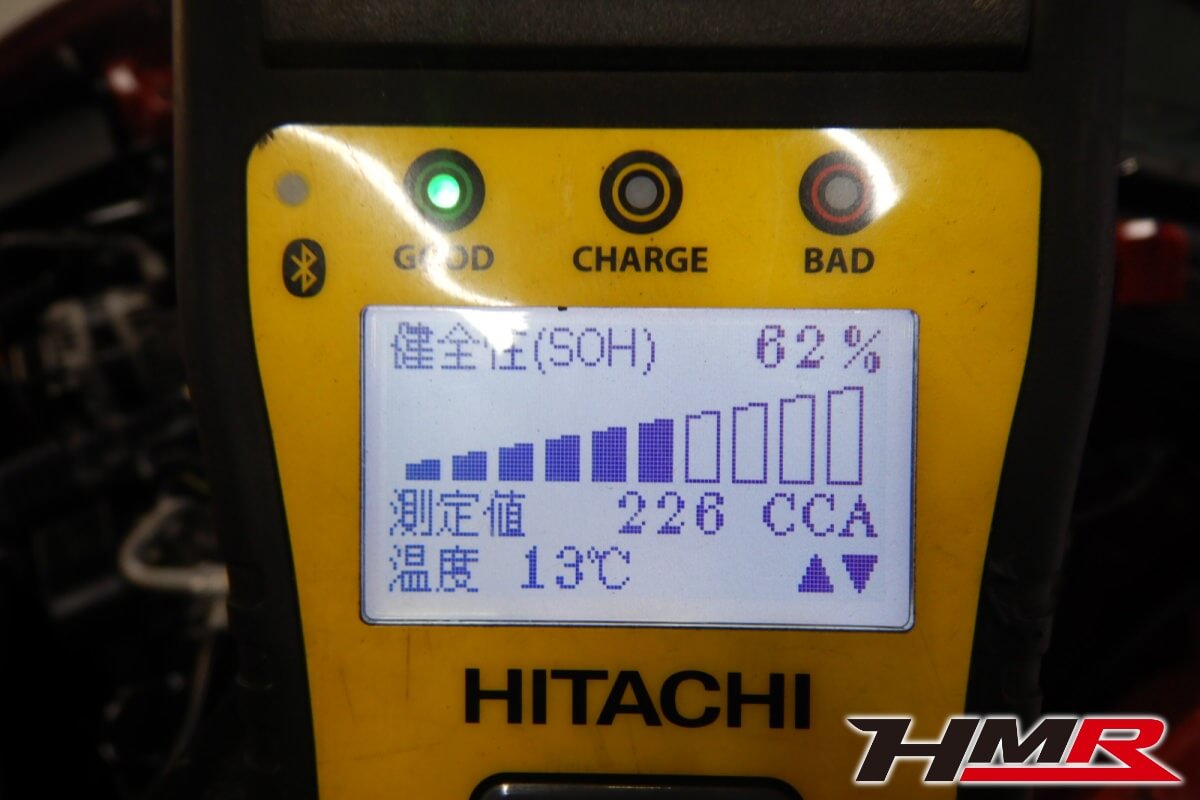 GOOD CHARGE BAD
健全性(SOH) 62%
測定値 226 CCA
温度 13℃ ▲▼
HITACHI
HMR